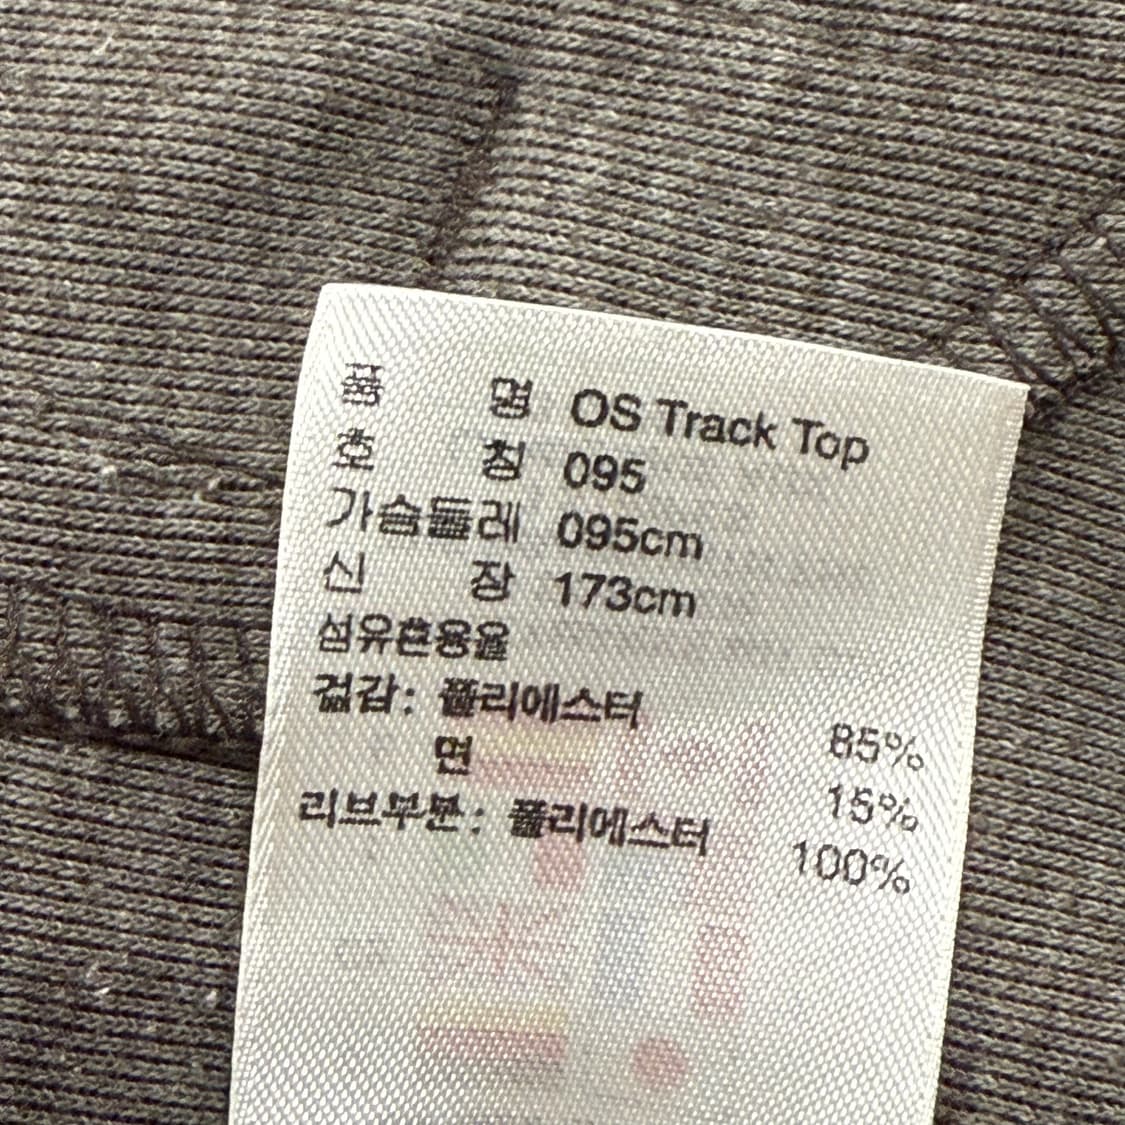 품 명 OS Track Top
호 칭 095
가슴둘레 095cm
신 장 173cm
섬유혼용율
겉감: 폴리에스터 85%
면 15%
리브부분: 폴리에스터 100%